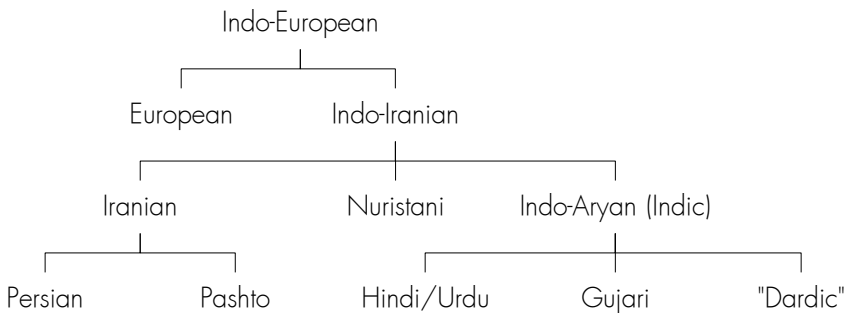 Indo-European
European Indo-Iranian
Iranian Nuristani Indo-Aryan (Indic)
Persian Pashto Hindi/Urdu Gujari "Dardic"